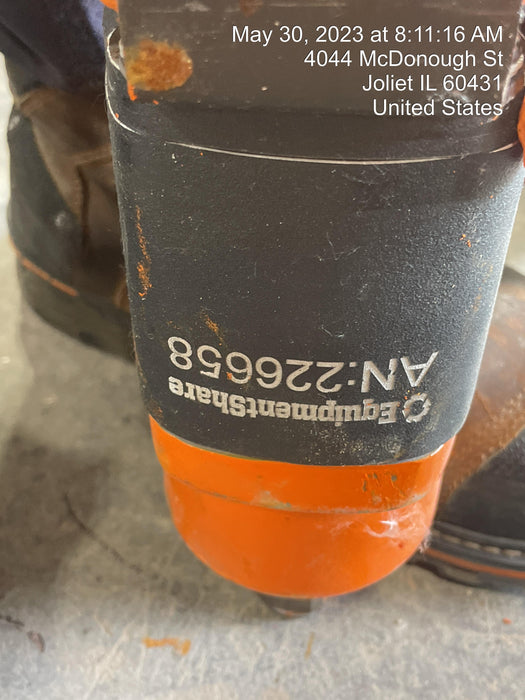 May 30, 2023 at 8:11:16 AM
4044 McDonough St
Joliet IL 60431
United States
EquipmentShare
AN:226658